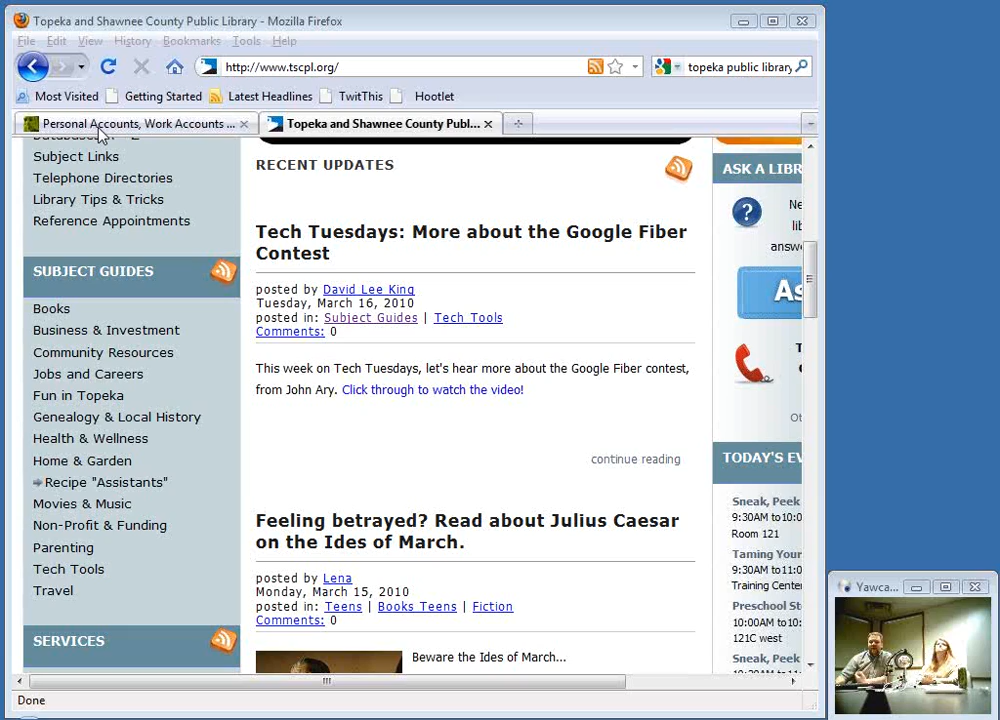 Topeka and Shawnee County Public Library - Mozilla Firefox
File Edit View History Bookmarks Tools Help
http://www.tscpl.org/
topeka public library
Most Visited Getting Started Latest Headlines TwitThis Hootlet
Personal Accounts, Work Accounts ...
Topeka and Shawnee County Publ...
Subject Links
Telephone Directories
Library Tips & Tricks
Reference Appointments
SUBJECT GUIDES
Books
Business & Investment
Community Resources
Jobs and Careers
Fun in Topeka
Genealogy & Local History
Health & Wellness
Home & Garden
Recipe "Assistants"
Movies & Music
Non-Profit & Funding
Parenting
Tech Tools
Travel
SERVICES
RECENT UPDATES
Tech Tuesdays: More about the Google Fiber
Contest
posted by David Lee King
Tuesday, March 16, 2010
posted in: Subject Guides | Tech Tools
Comments: 0
This week on Tech Tuesdays, let's hear more about the Google Fiber contest,
from John Ary. Click through to watch the video!
continue reading
Feeling betrayed? Read about Julius Caesar
on the Ides of March.
posted by Lena
Monday, March 15, 2010
posted in: Teens | Books Teens | Fiction
Comments: 0
Beware the Ides of March...
ASK A LIBR
?
Ne
lib
answe
As
T
Ot
TODAY'S EV
Sneak, Peek
9:30AM to10:0
Room 121
Taming Your
9:30AM to11:0
Training Cente
Preschool St
10:00AM to10:
121C west
Sneak, Peek
Done
Yawca...